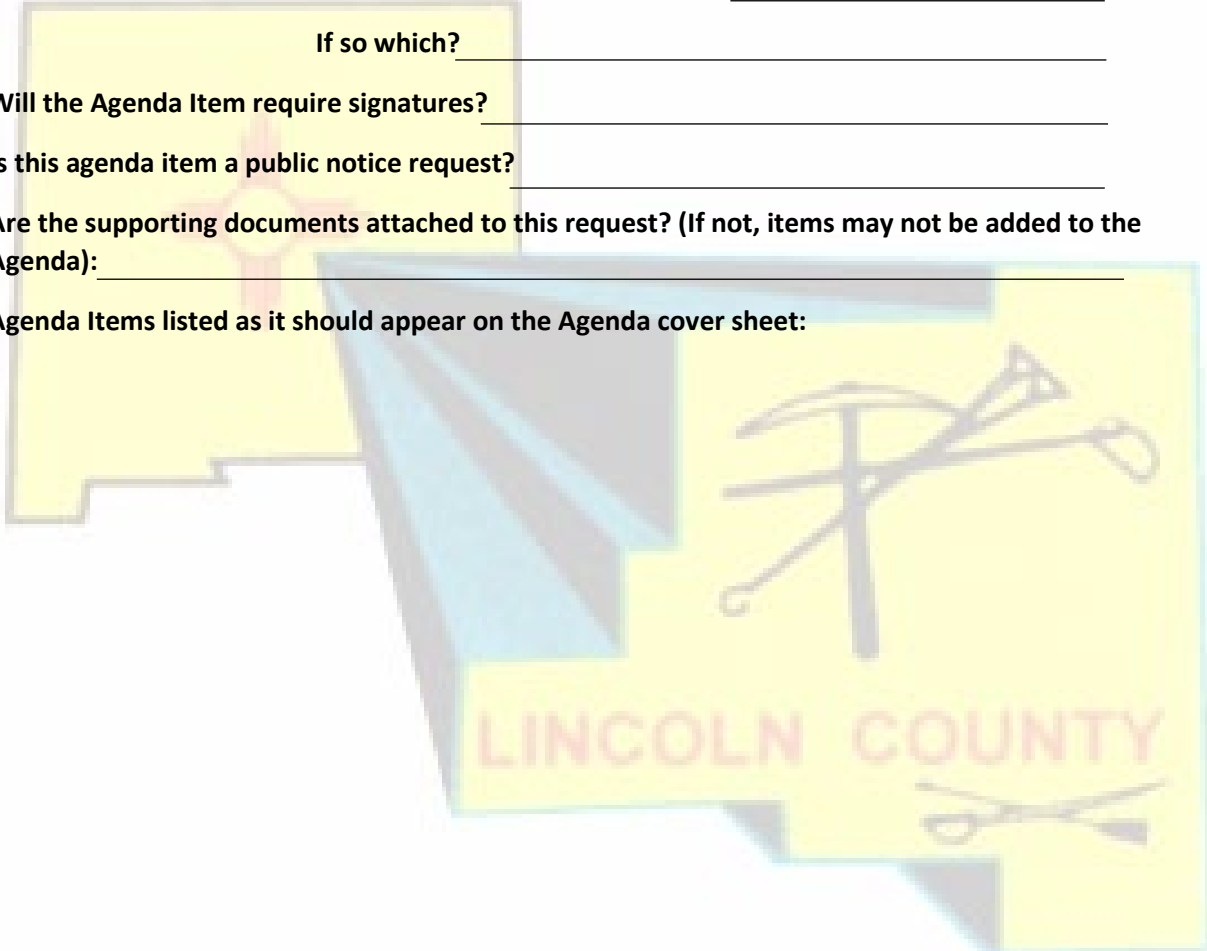 If so which?
Will the Agenda Item require signatures?
Is this agenda item a public notice request?
Are the supporting documents attached to this request? (If not, items may not be added to the
Agenda):
Agenda Items listed as it should appear on the Agenda cover sheet:
LINCOLN COUNTY